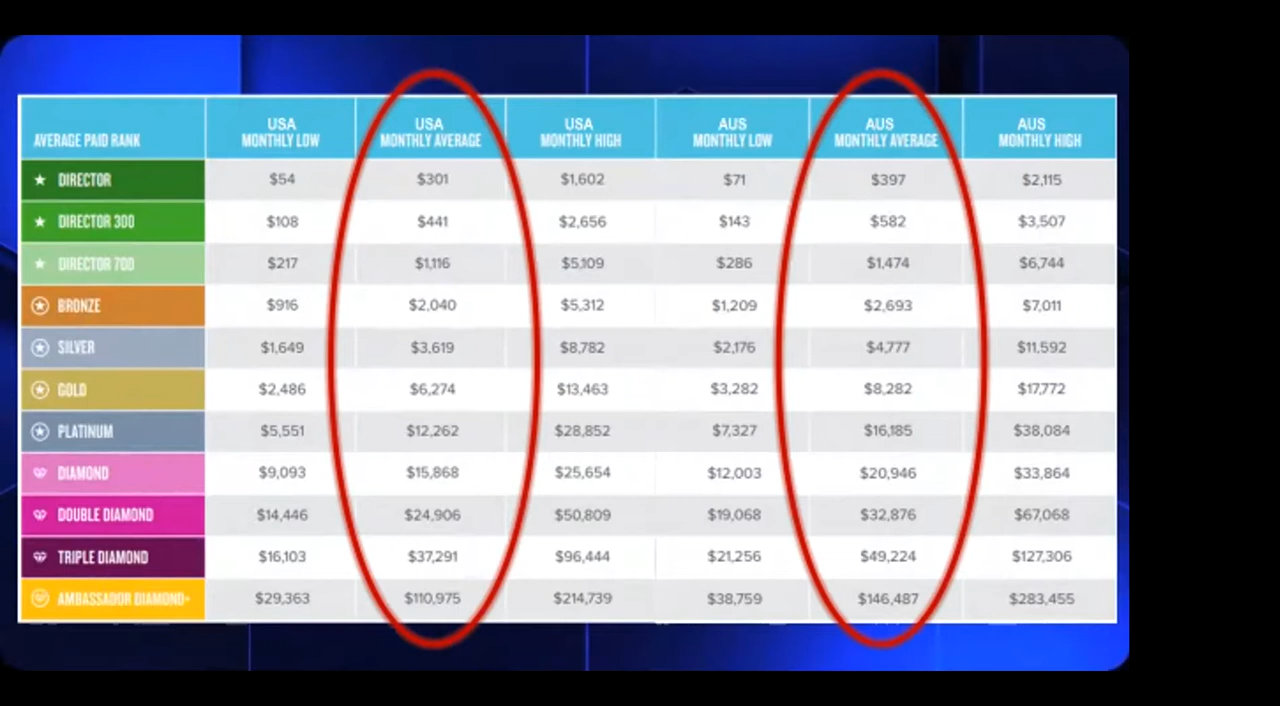 AVERAGE PAID RANK USA MONTHLY LOW USA MONTHLY AVERAGE USA MONTHLY HIGH AUS MONTHLY LOW AUS MONTHLY AVERAGE AUS MONTHLY HIGH
DIRECTOR $54 $301 $1,602 $71 $397 $2,115
DIRECTOR 300 $108 $441 $2,656 $143 $582 $3,507
DIRECTOR 700 $217 $1,116 $5,109 $286 $1,474 $6,744
BRONZE $916 $2,040 $5,312 $1,209 $2,693 $7,011
SILVER $1,649 $3,619 $8,782 $2,176 $4,777 $11,592
GOLD $2,486 $6,274 $13,463 $3,282 $8,282 $17,772
PLATINUM $5,551 $12,262 $28,852 $7,327 $16,185 $38,084
DIAMOND $9,093 $15,868 $25,654 $12,003 $20,946 $33,864
DOUBLE DIAMOND $14,446 $24,906 $50,809 $19,068 $32,876 $67,068
TRIPLE DIAMOND $16,103 $37,291 $96,444 $21,256 $49,224 $127,306
AMBASSADOR DIAMOND+ $29,363 $110,975 $214,739 $38,759 $146,487 $283,455